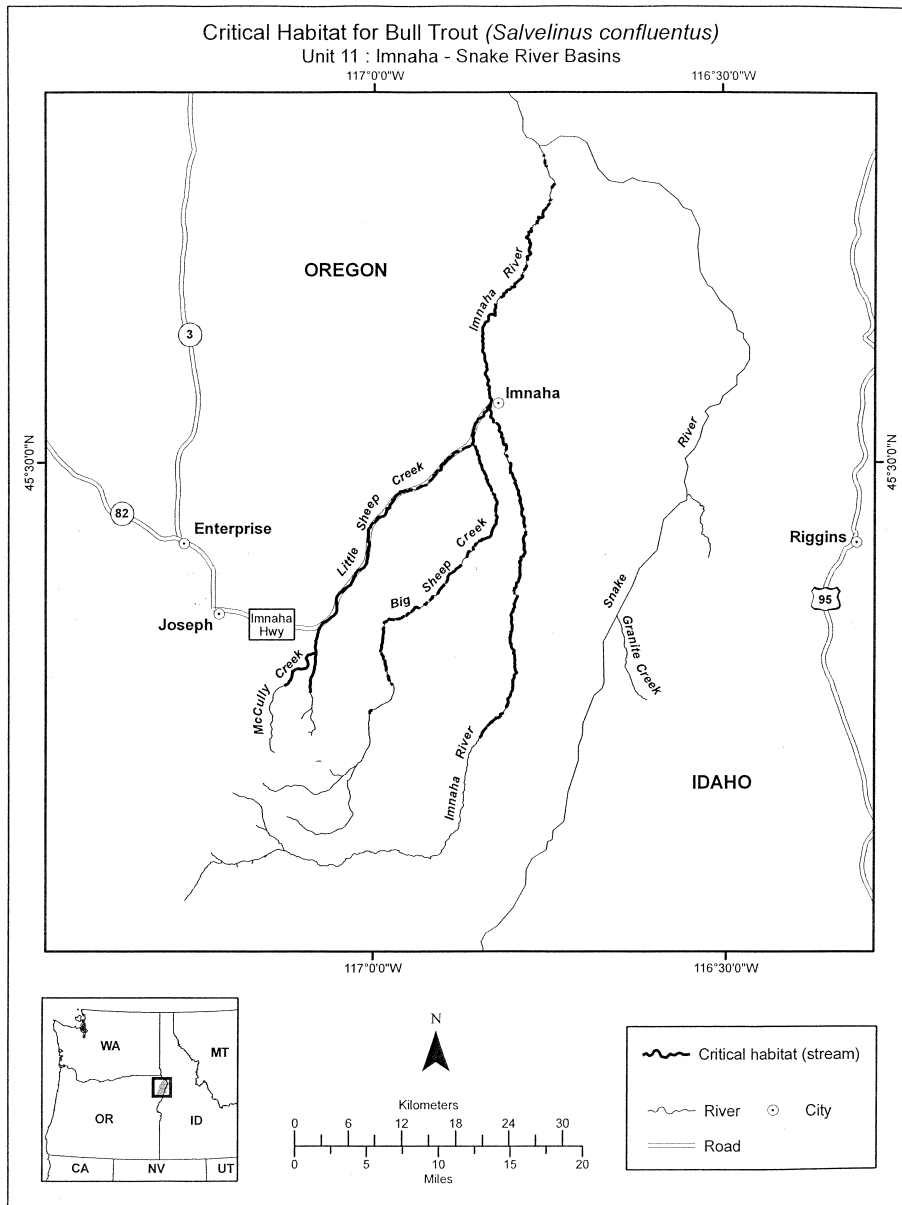 Critical Habitat for Bull Trout (Salvelinus confluentus)
Unit 11 : Imnaha - Snake River Basins
117°0'0"W
116°30'0"W
OREGON
Imnaha River
3
Imnaha
45°30'0"N
45°30'0"N
River
Little Sheep Creek
82
Enterprise
Big Sheep Creek
Riggins
Joseph
Imnaha
Hwy
Snake
95
Granite Creek
McCully Creek
Imnaha River
IDAHO
117°0'0"W
116°30'0"W
WA
MT
OR
ID
CA
NV
UT
N
Kilometers
0 6 12 18 24 30
0 5 10 15 20
Miles
Critical habitat (stream)
River
City
Road